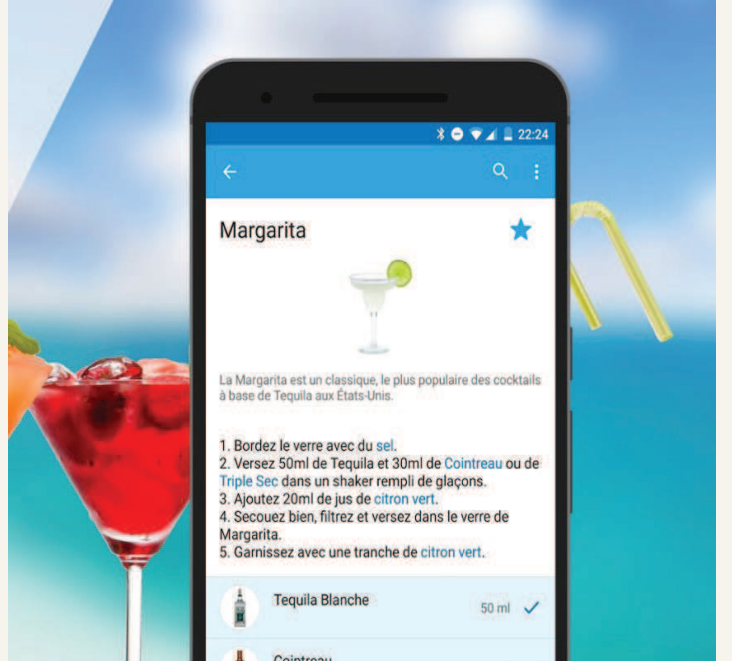 22:24
Margarita
La Margarita est un classique, le plus populaire des cocktails
à base de Tequila aux États-Unis.
1. Bordez le verre avec du sel.
2. Versez 50ml de Tequila et 30ml de Cointreau ou de
Triple Sec dans un shaker rempli de glaçons.
3. Ajoutez 20ml de jus de citron vert.
4. Secouez bien, filtrez et versez dans le verre de
Margarita.
5. Garnissez avec une tranche de citron vert.
Tequila Blanche 50 ml
Cointreau